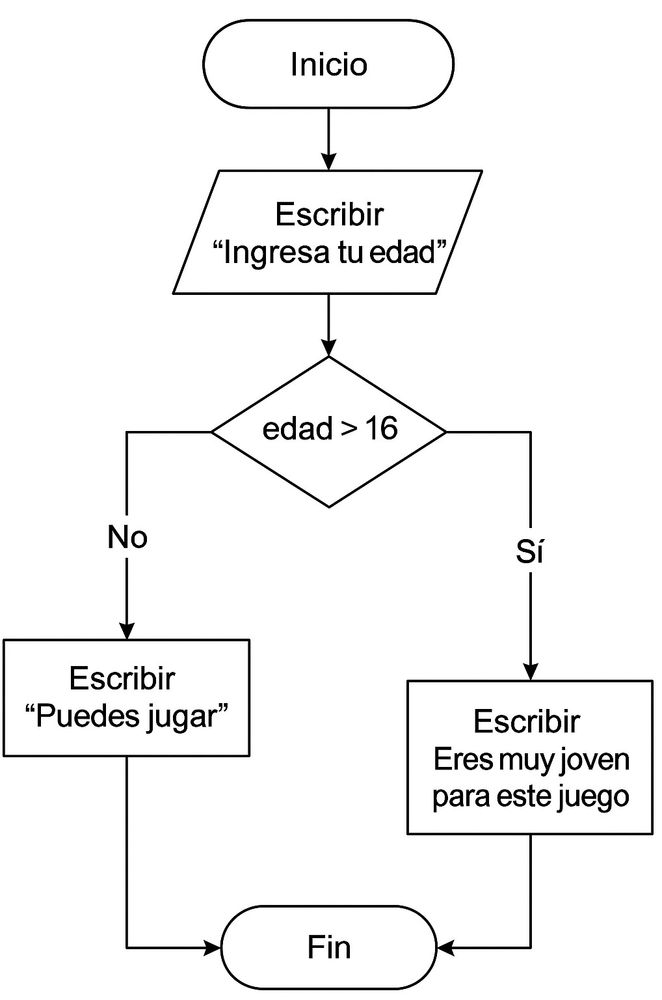 Inicio
Escribir
“Ingresa tu edad”
edad > 16
No
Sí
Escribir
“Puedes jugar”
Escribir
Eres muy joven
para este juego
Fin